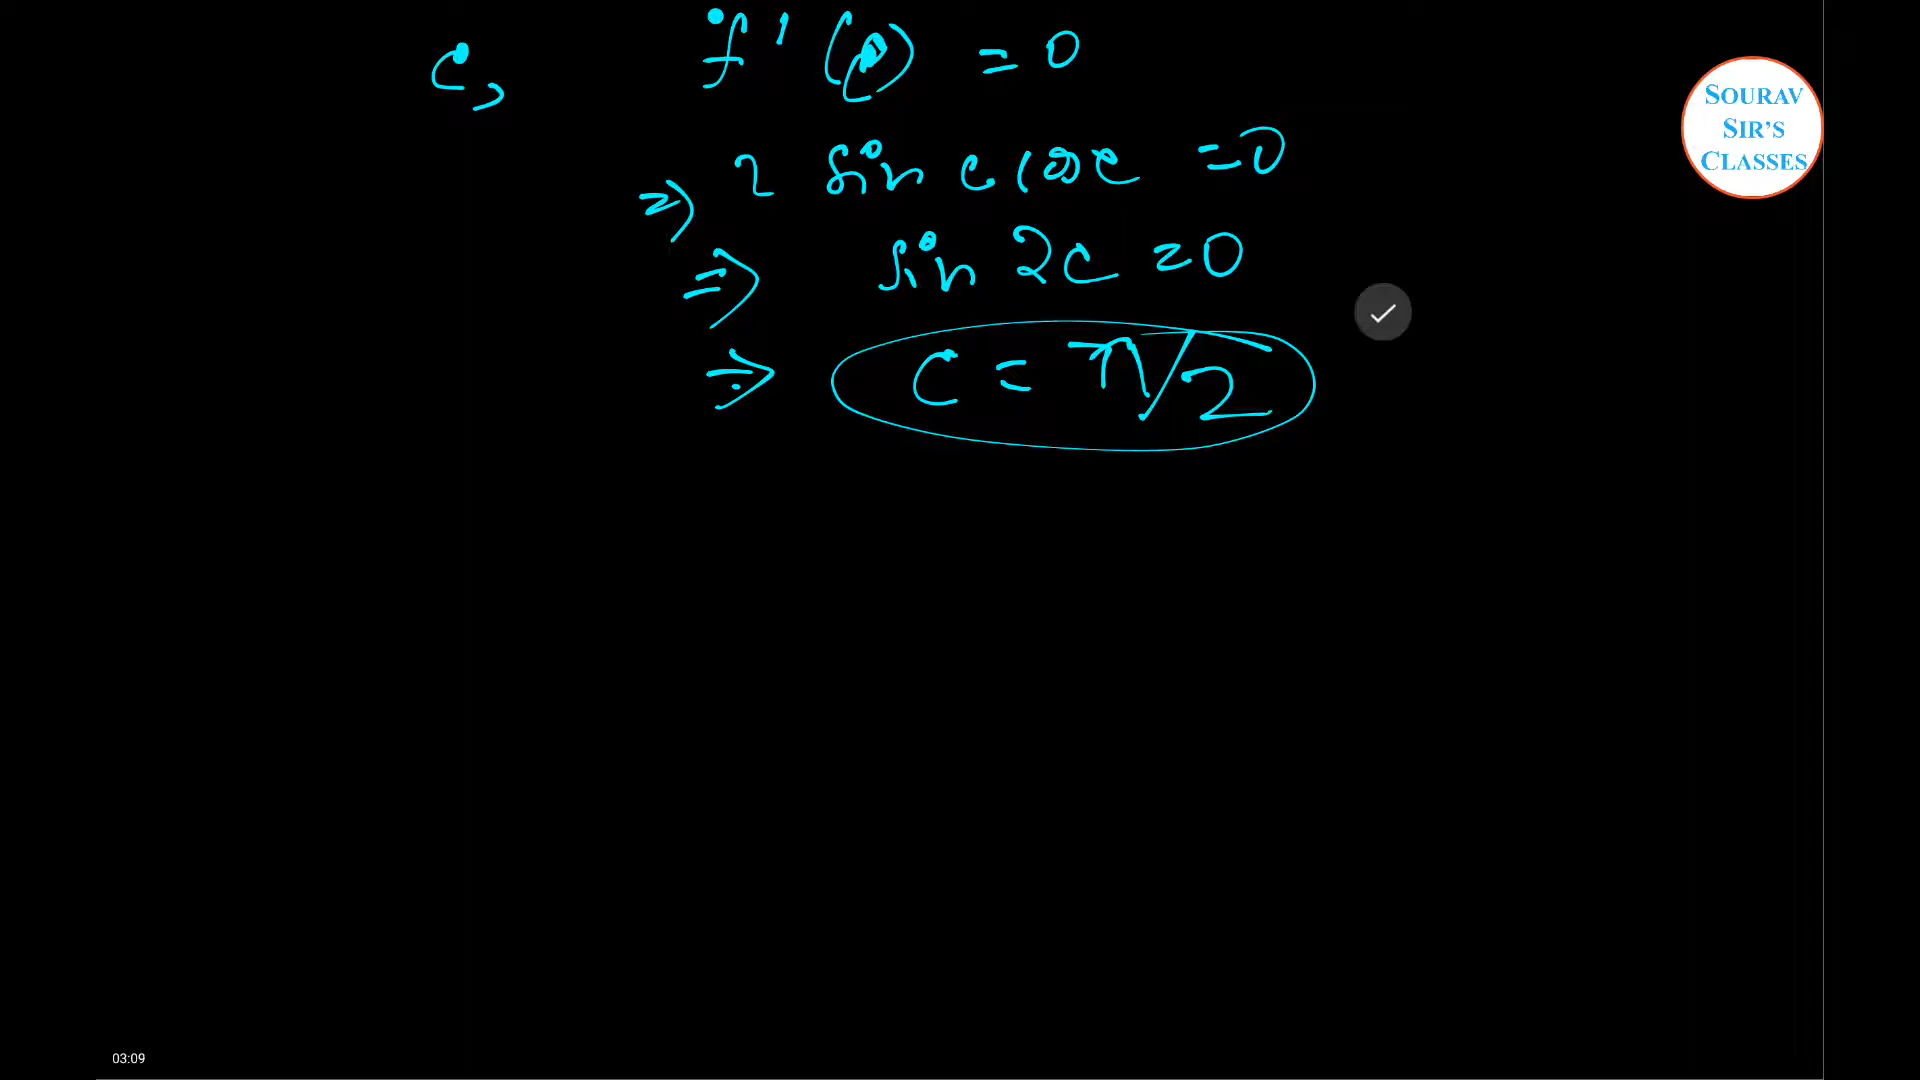 c, f'(c) = 0
⇒ 2 sin c cos c = 0
⇒ sin 2c = 0
⇒ c = π/2
SOURAV
SIR'S
CLASSES
03:09